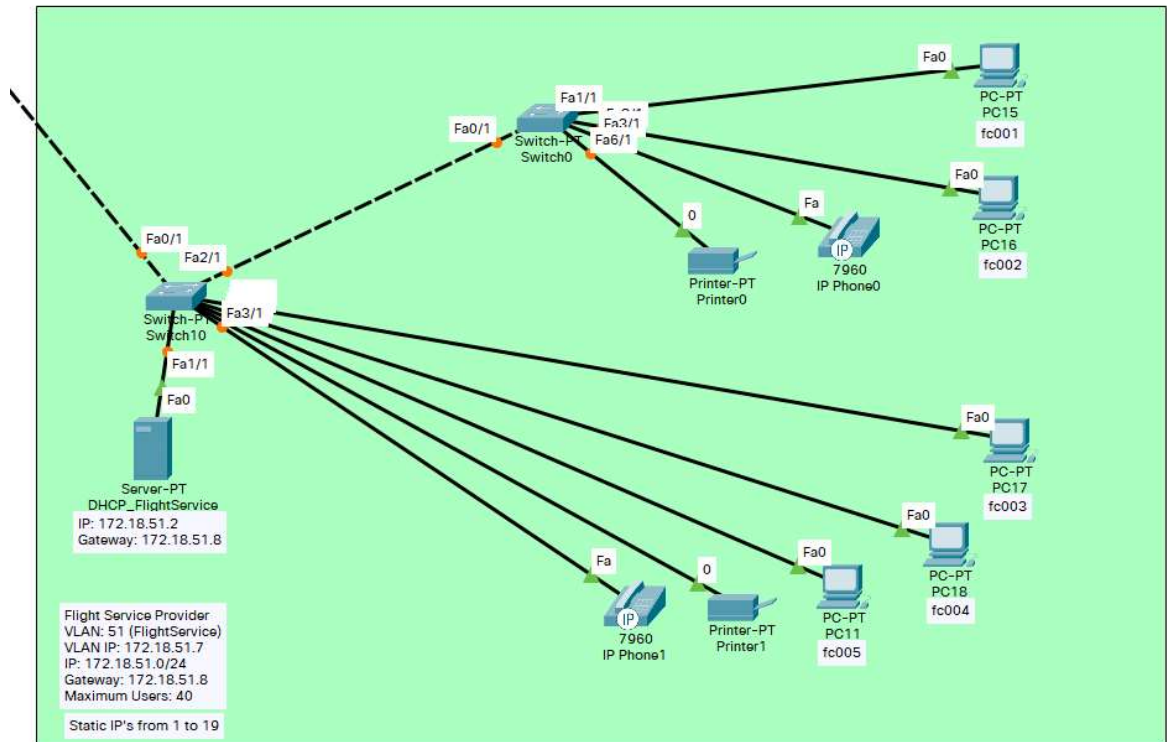 Fa0
PC-PT
PC15
fc001
Fa1/1
Fa3/1
Fa6/1
Fa0/1
Switch-PT
Switch0
Fa0
PC-PT
PC16
fc002
0
Printer-PT
Printer0
Fa
IP
7960
IP Phone0
Fa0/1
Fa2/1
Fa3/1
Switch-PT
Switch10
Fa1/1
Fa0
Server-PT
DHCP_FlightService
IP: 172.18.51.2
Gateway: 172.18.51.8
Fa0
PC-PT
PC17
fc003
Fa0
PC-PT
PC18
fc004
Fa0
PC-PT
PC11
fc005
0
Printer-PT
Printer1
Fa
IP
7960
IP Phone1
Flight Service Provider
VLAN: 51 (FlightService)
VLAN IP: 172.18.51.7
IP: 172.18.51.0/24
Gateway: 172.18.51.8
Maximum Users: 40
Static IP's from 1 to 19